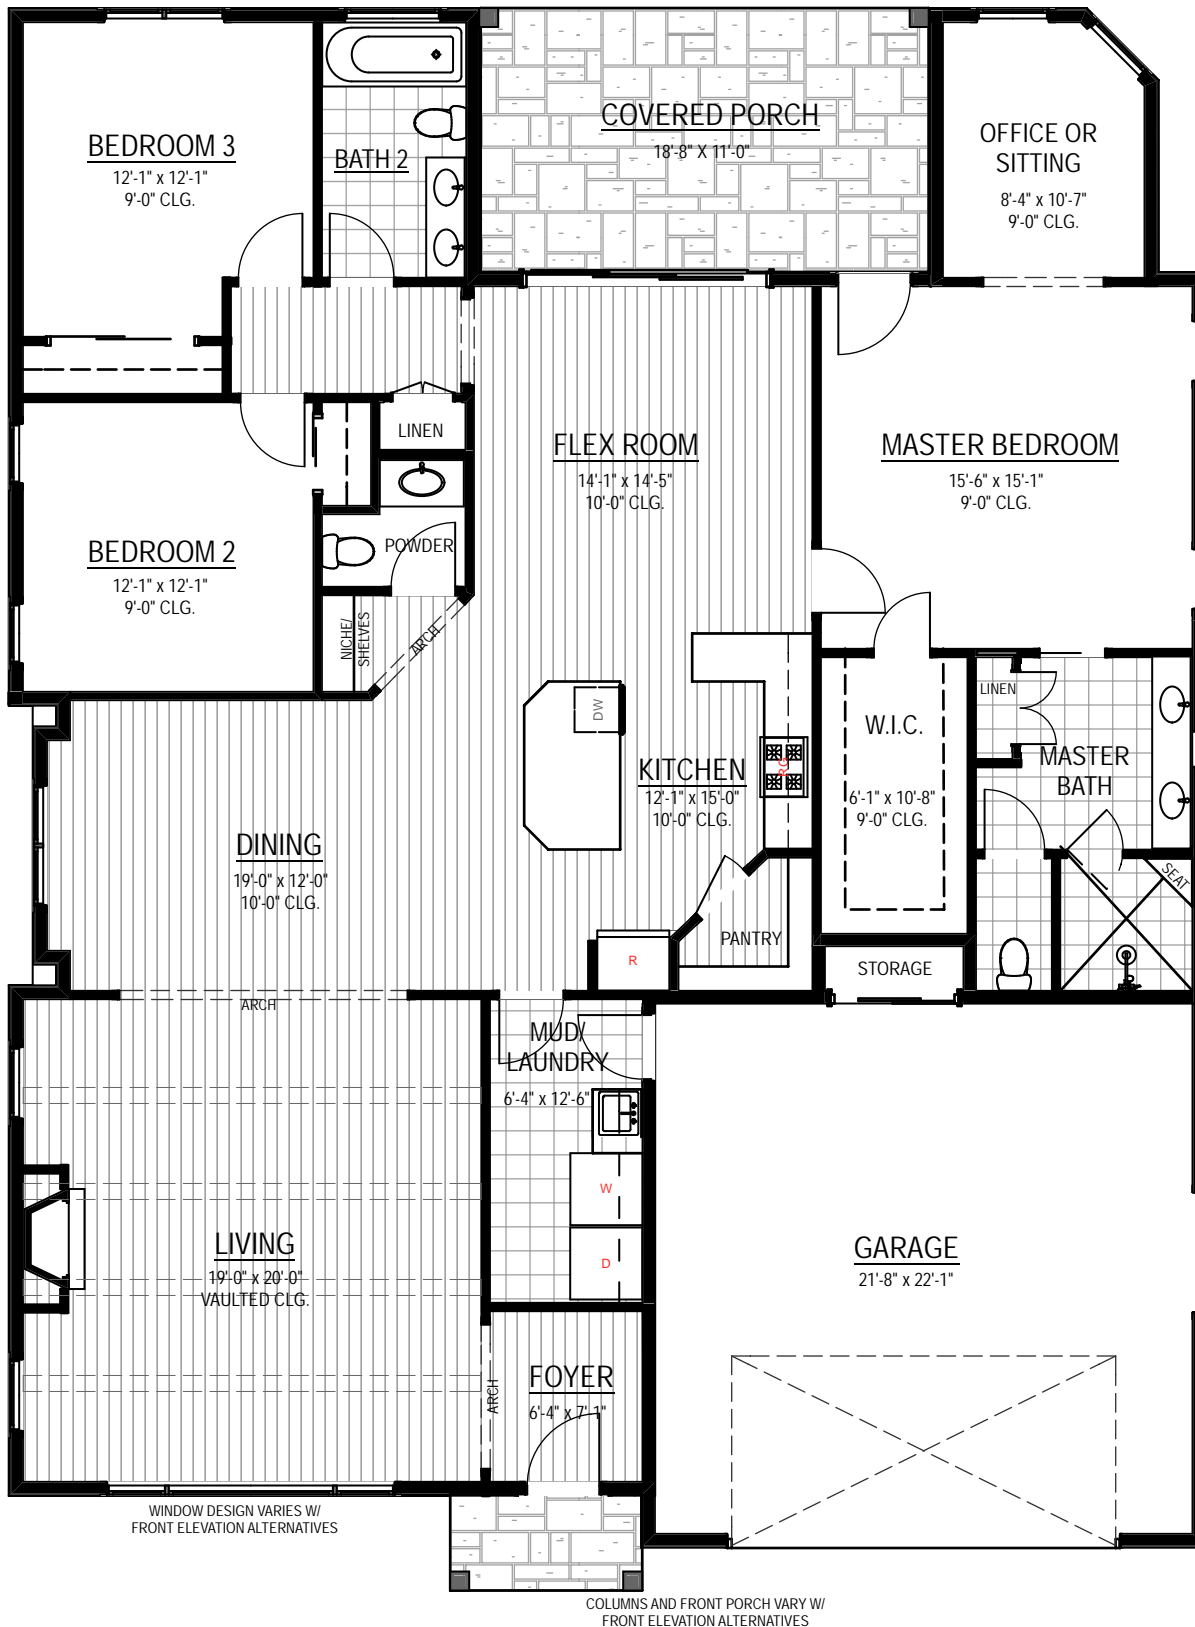 BEDROOM 3
12'-1" x 12'-1"
9'-0" CLG.
BATH 2
COVERED PORCH
18'-8" X 11'-0"
OFFICE OR
SITTING
8'-4" x 10'-7"
9'-0" CLG.
LINEN
FLEX ROOM
14'-1" x 14'-5"
10'-0" CLG.
MASTER BEDROOM
15'-6" x 15'-1"
9'-0" CLG.
BEDROOM 2
12'-1" x 12'-1"
9'-0" CLG.
POWDER
NICHE/
SHELVES
ARCH
DW
LINEN
W.I.C.
6'-1" x 10'-8"
9'-0" CLG.
MASTER
BATH
KITCHEN
12'-1" x 15'-0"
10'-0" CLG.
RG
DINING
19'-0" x 12'-0"
10'-0" CLG.
SEAT
PANTRY
R
STORAGE
ARCH
MUD/
LAUNDRY
6'-4" x 12'-6"
W
D
LIVING
19'-0" x 20'-0"
VAULTED CLG.
GARAGE
21'-8" x 22'-1"
FOYER
6'-4" x 7'-1"
ARCH
WINDOW DESIGN VARIES W/
FRONT ELEVATION ALTERNATIVES
COLUMNS AND FRONT PORCH VARY W/
FRONT ELEVATION ALTERNATIVES